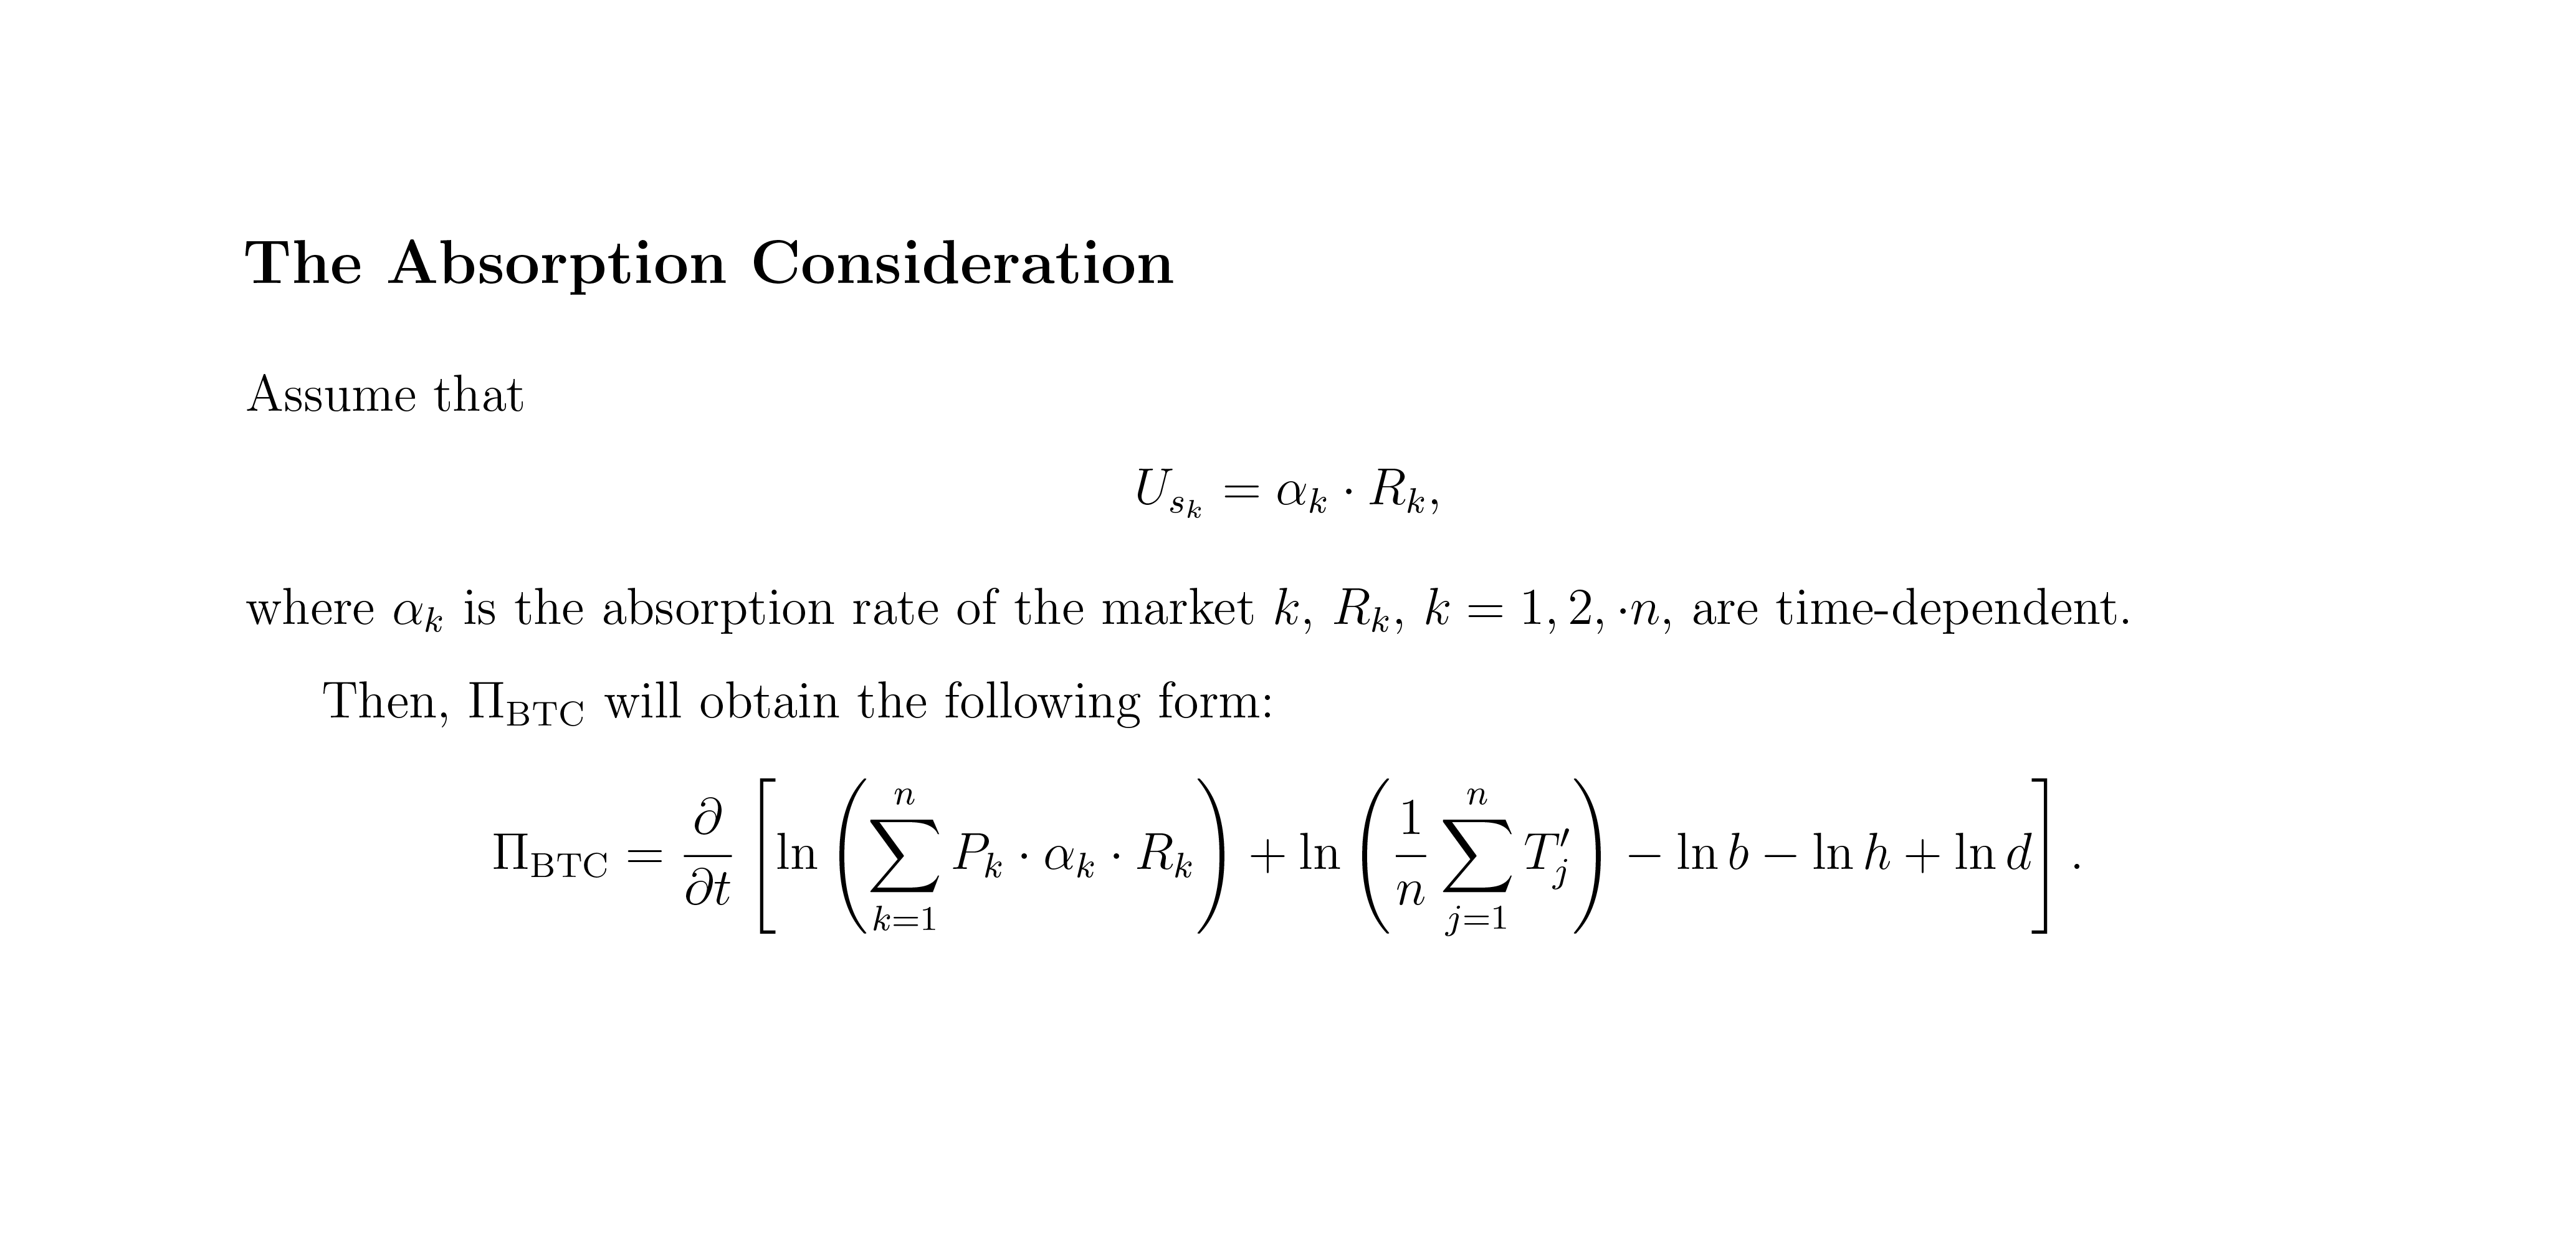 The Absorption Consideration
Assume that
$U_{s_k} = \alpha_k \cdot R_k,$
where $\alpha_k$ is the absorption rate of the market $k$, $R_k$, $k = 1, 2, \cdot n$, are time-dependent.
Then, $\Pi_{\text{BTC}}$ will obtain the following form:
$\Pi_{\text{BTC}} = \frac{\partial}{\partial t} \left[ \ln \left( \sum_{k=1}^{n} P_k \cdot \alpha_k \cdot R_k \right) + \ln \left( \frac{1}{n} \sum_{j=1}^{n} T'_j \right) - \ln b - \ln h + \ln d \right].$